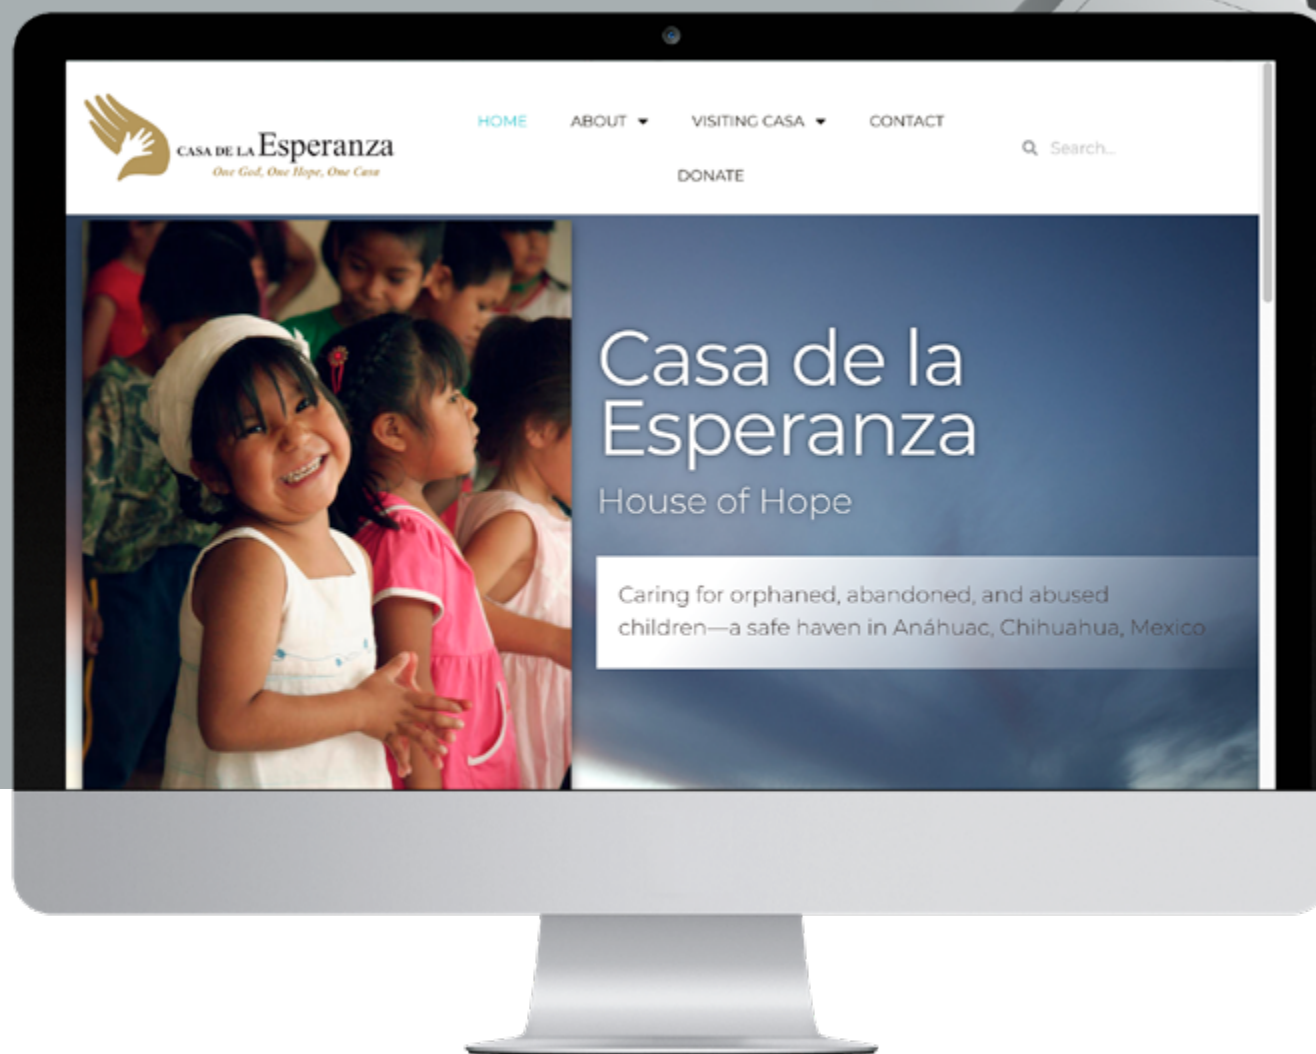 CASA DE LA Esperanza
One God, One Hope, One Casa
HOME ABOUT VISITING CASA CONTACT
DONATE
Search...
Casa de la
Esperanza
House of Hope
Caring for orphaned, abandoned, and abused
children—a safe haven in Anáhuac, Chihuahua, Mexico